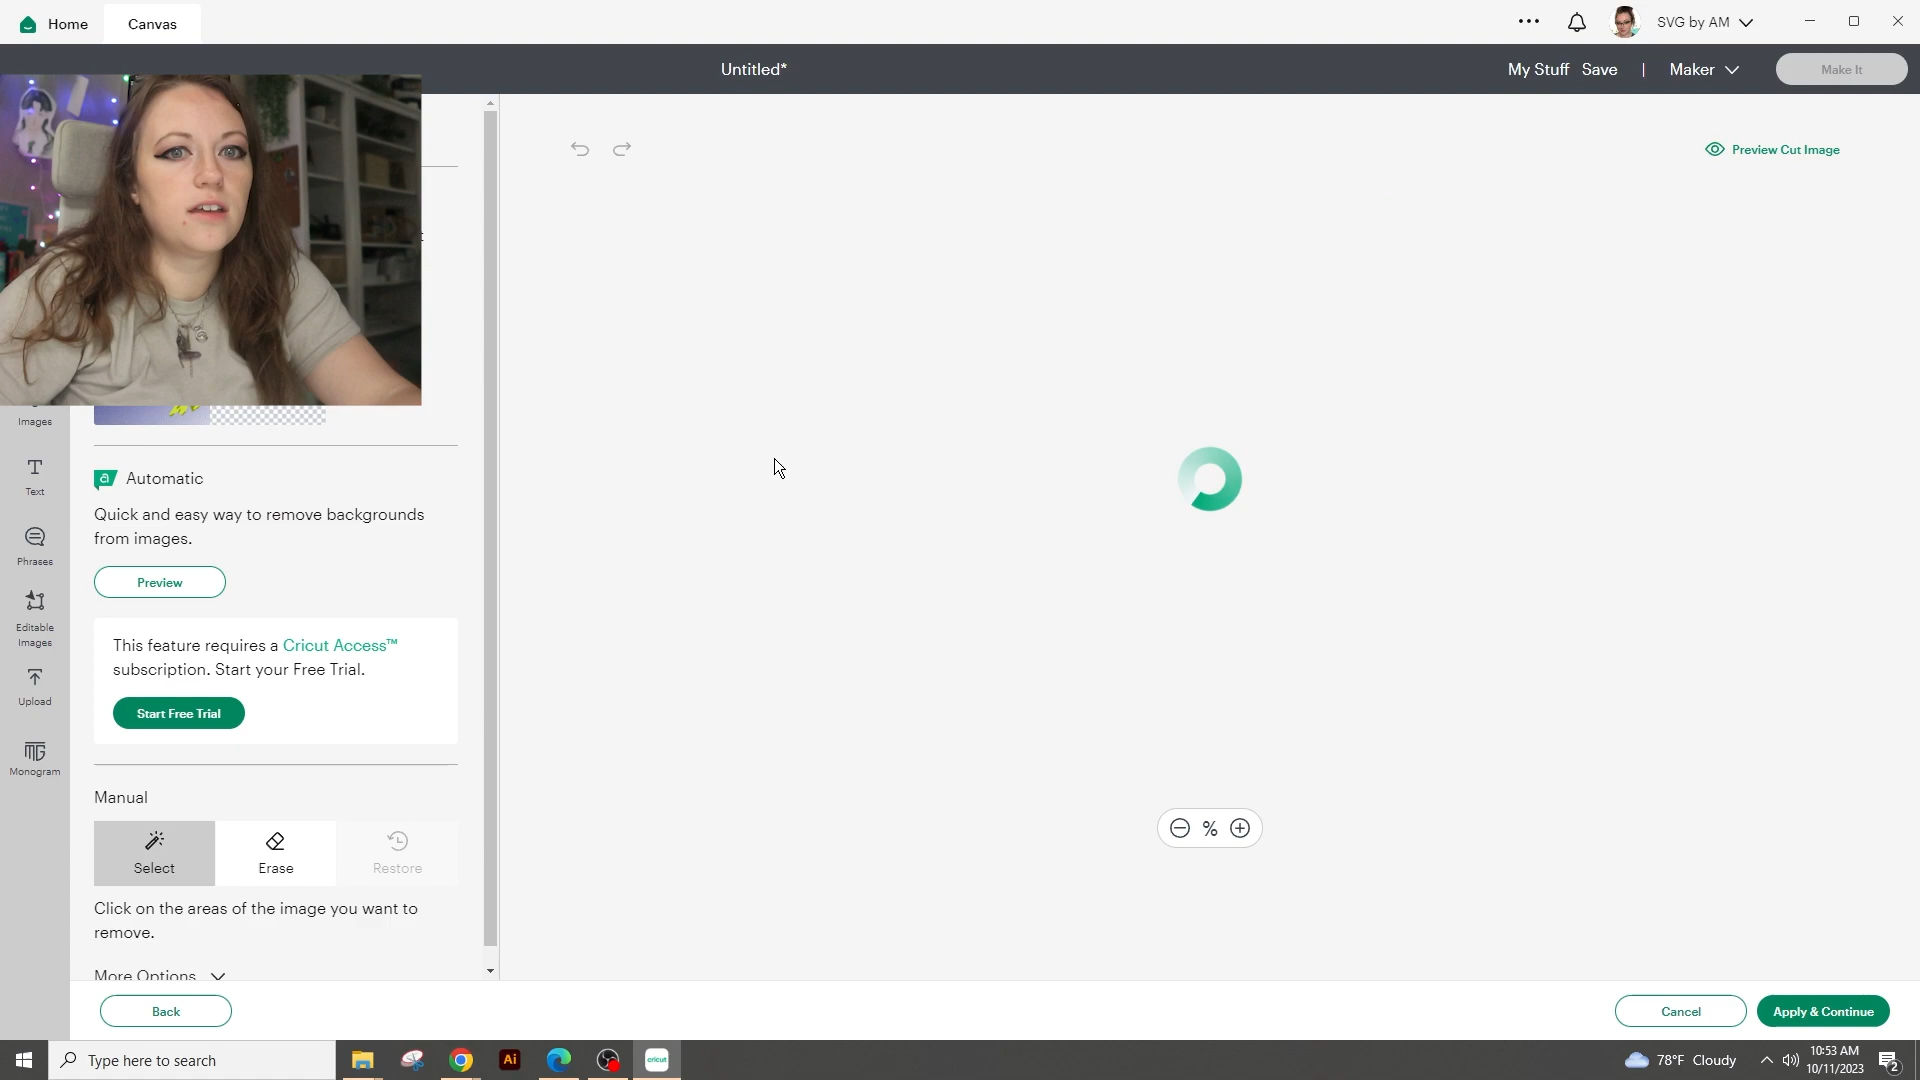 Home
Canvas
SVG by AM
Untitled*
My Stuff
Save
|
Maker
Make It
Preview Cut Image
Images
Text
Phrases
Editable
Images
Upload
Monogram
Automatic
Quick and easy way to remove backgrounds
from images.
Preview
This feature requires a Cricut Access™
subscription. Start your Free Trial.
Start Free Trial
Manual
Select
Erase
Restore
Click on the areas of the image you want to
remove.
More Options
%
Back
Cancel
Apply & Continue
Type here to search
Ai
cricut
78°F Cloudy
10:53 AM
10/11/2023
2